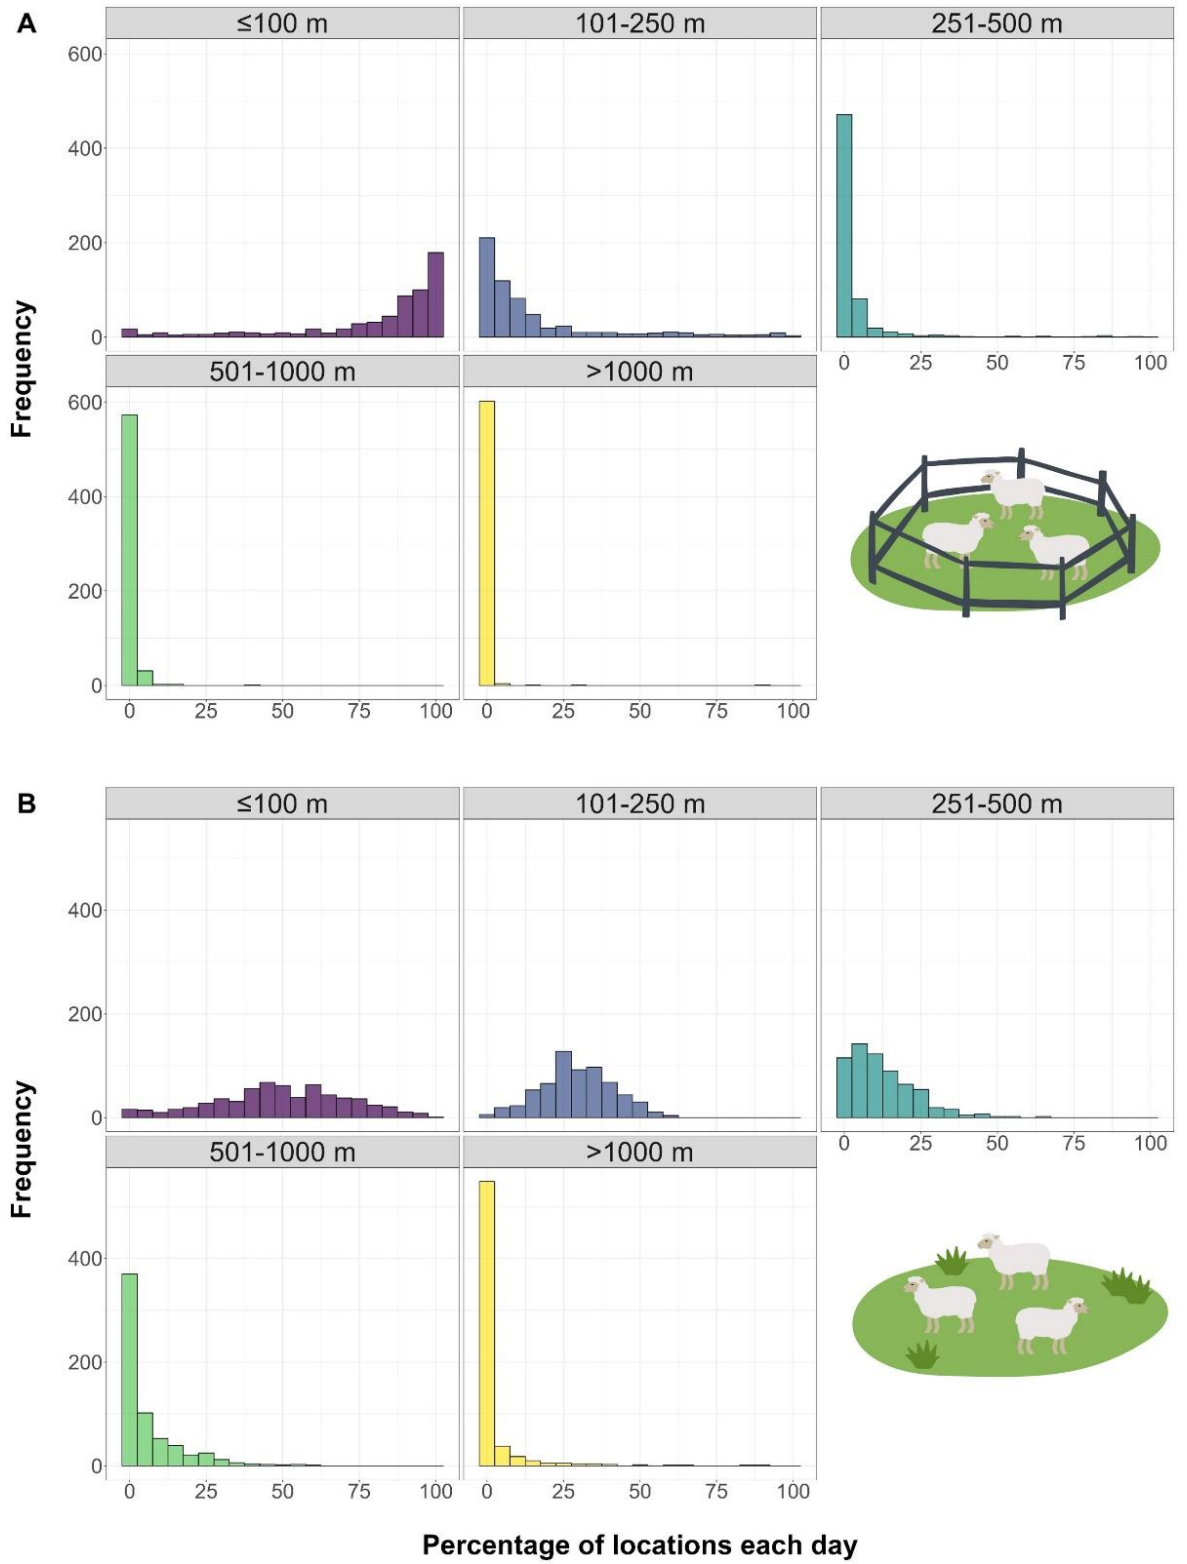 A
≤100 m 101-250 m 251-500 m
600
400
200
0
0 25 50 75 100
501-1000 m >1000 m
600
400
200
0
0 25 50 75 100 0 25 50 75 100
Frequency
B
≤100 m 101-250 m 251-500 m
400
200
0
0 25 50 75 100
501-1000 m >1000 m
400
200
0
0 25 50 75 100 0 25 50 75 100
Frequency
Percentage of locations each day